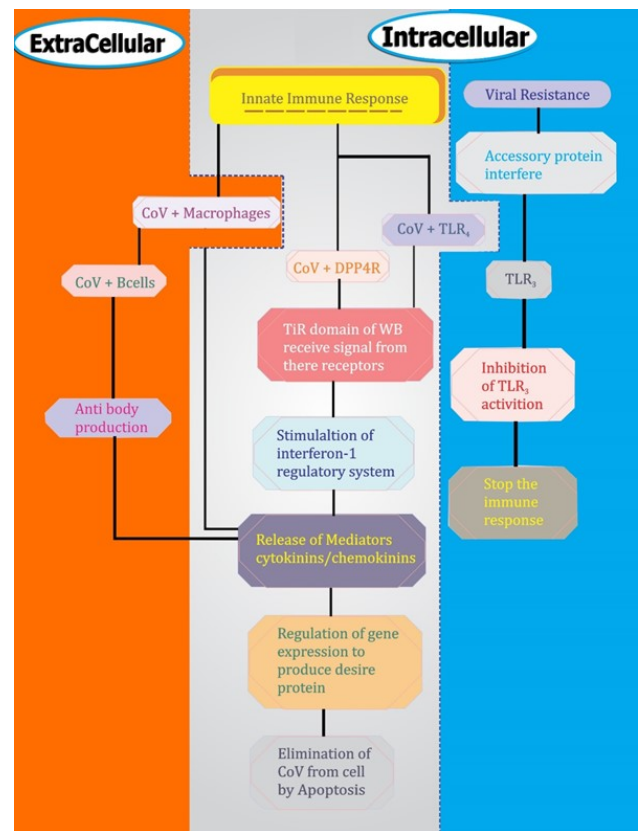 ExtraCellular
Intracellular
Innate Immune Response
Viral Resistance
Accessory protein
interfere
CoV + Macrophages
CoV + TLR₄
CoV + DPP4R
CoV + Bcells
TLR₃
TiR domain of WB
receive signal from
there receptors
Inhibition
of TLR₃
activition
Anti body
production
Stimulaltion of
interferon-1
regulatory system
Stop the
immune
response
Release of Mediators
cytokinins/chemokinins
Regulation of gene
expression to
produce desire
protein
Elimination of
CoV from cell
by Apoptosis